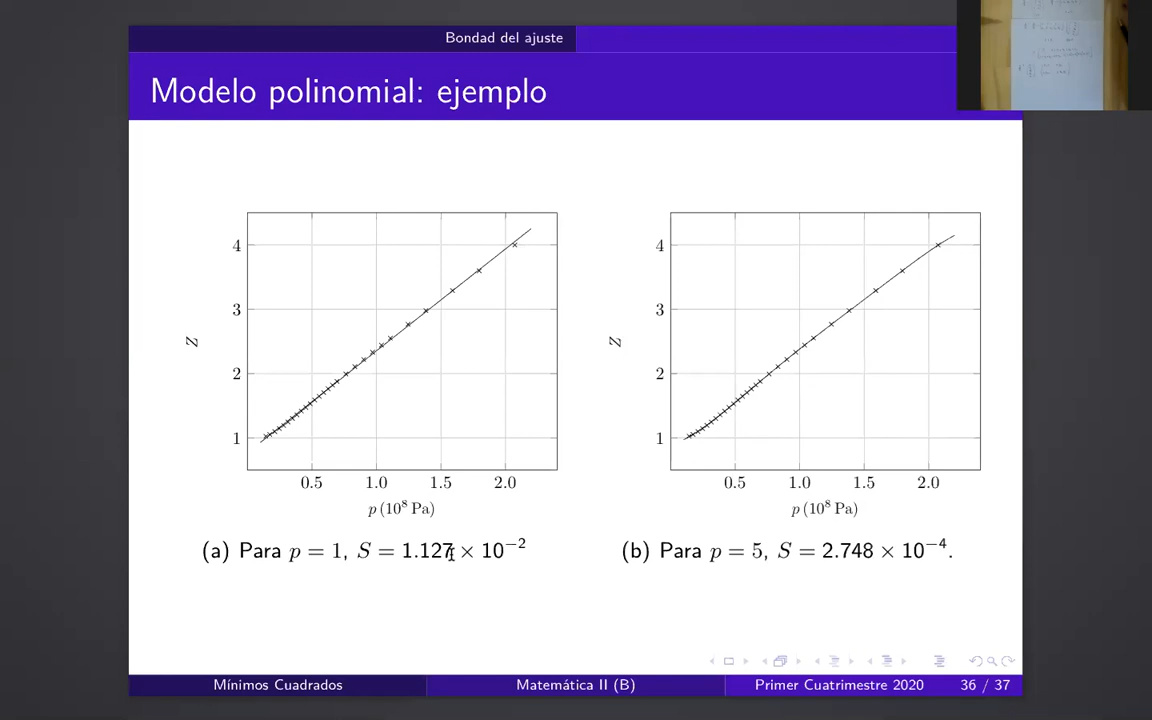 Bondad del ajuste
Modelo polinomial: ejemplo
4
3
2
1
Z
0.5 1.0 1.5 2.0
p (10⁸ Pa)
(a) Para p = 1, S = 1.127 × 10⁻²
4
3
2
1
Z
0.5 1.0 1.5 2.0
p (10⁸ Pa)
(b) Para p = 5, S = 2.748 × 10⁻⁴.
Mínimos Cuadrados Matemática II (B) Primer Cuatrimestre 2020 36 / 37